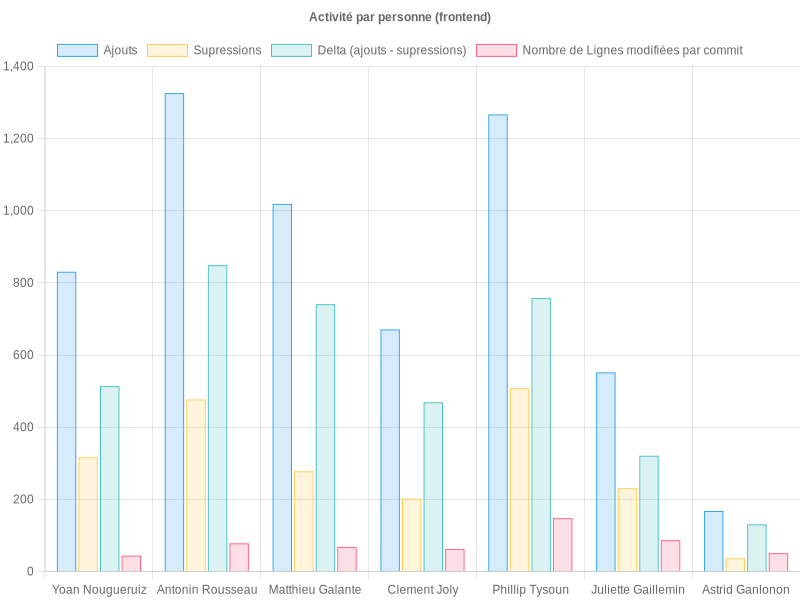 Activité par personne (frontend)
Ajouts Supressions Delta (ajouts - supressions) Nombre de Lignes modifiées par commit
1,400
1,200
1,000
800
600
400
200
0
Yoan Nougueruiz Antonin Rousseau Matthieu Galante Clement Joly Phillip Tysoun Juliette Gaillemin Astrid Ganlonon